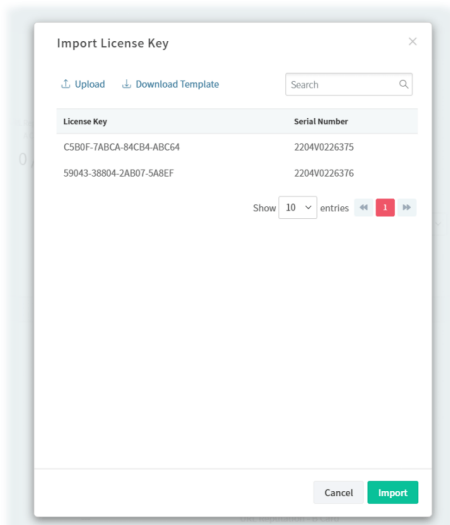 Import License Key
Upload Download Template Search
License Key Serial Number
C5B0F-7ABCA-84CB4-ABC64 2204V0226375
59043-38804-2AB07-5A8EF 2204V0226376
Show 10 entries 1
Cancel Import